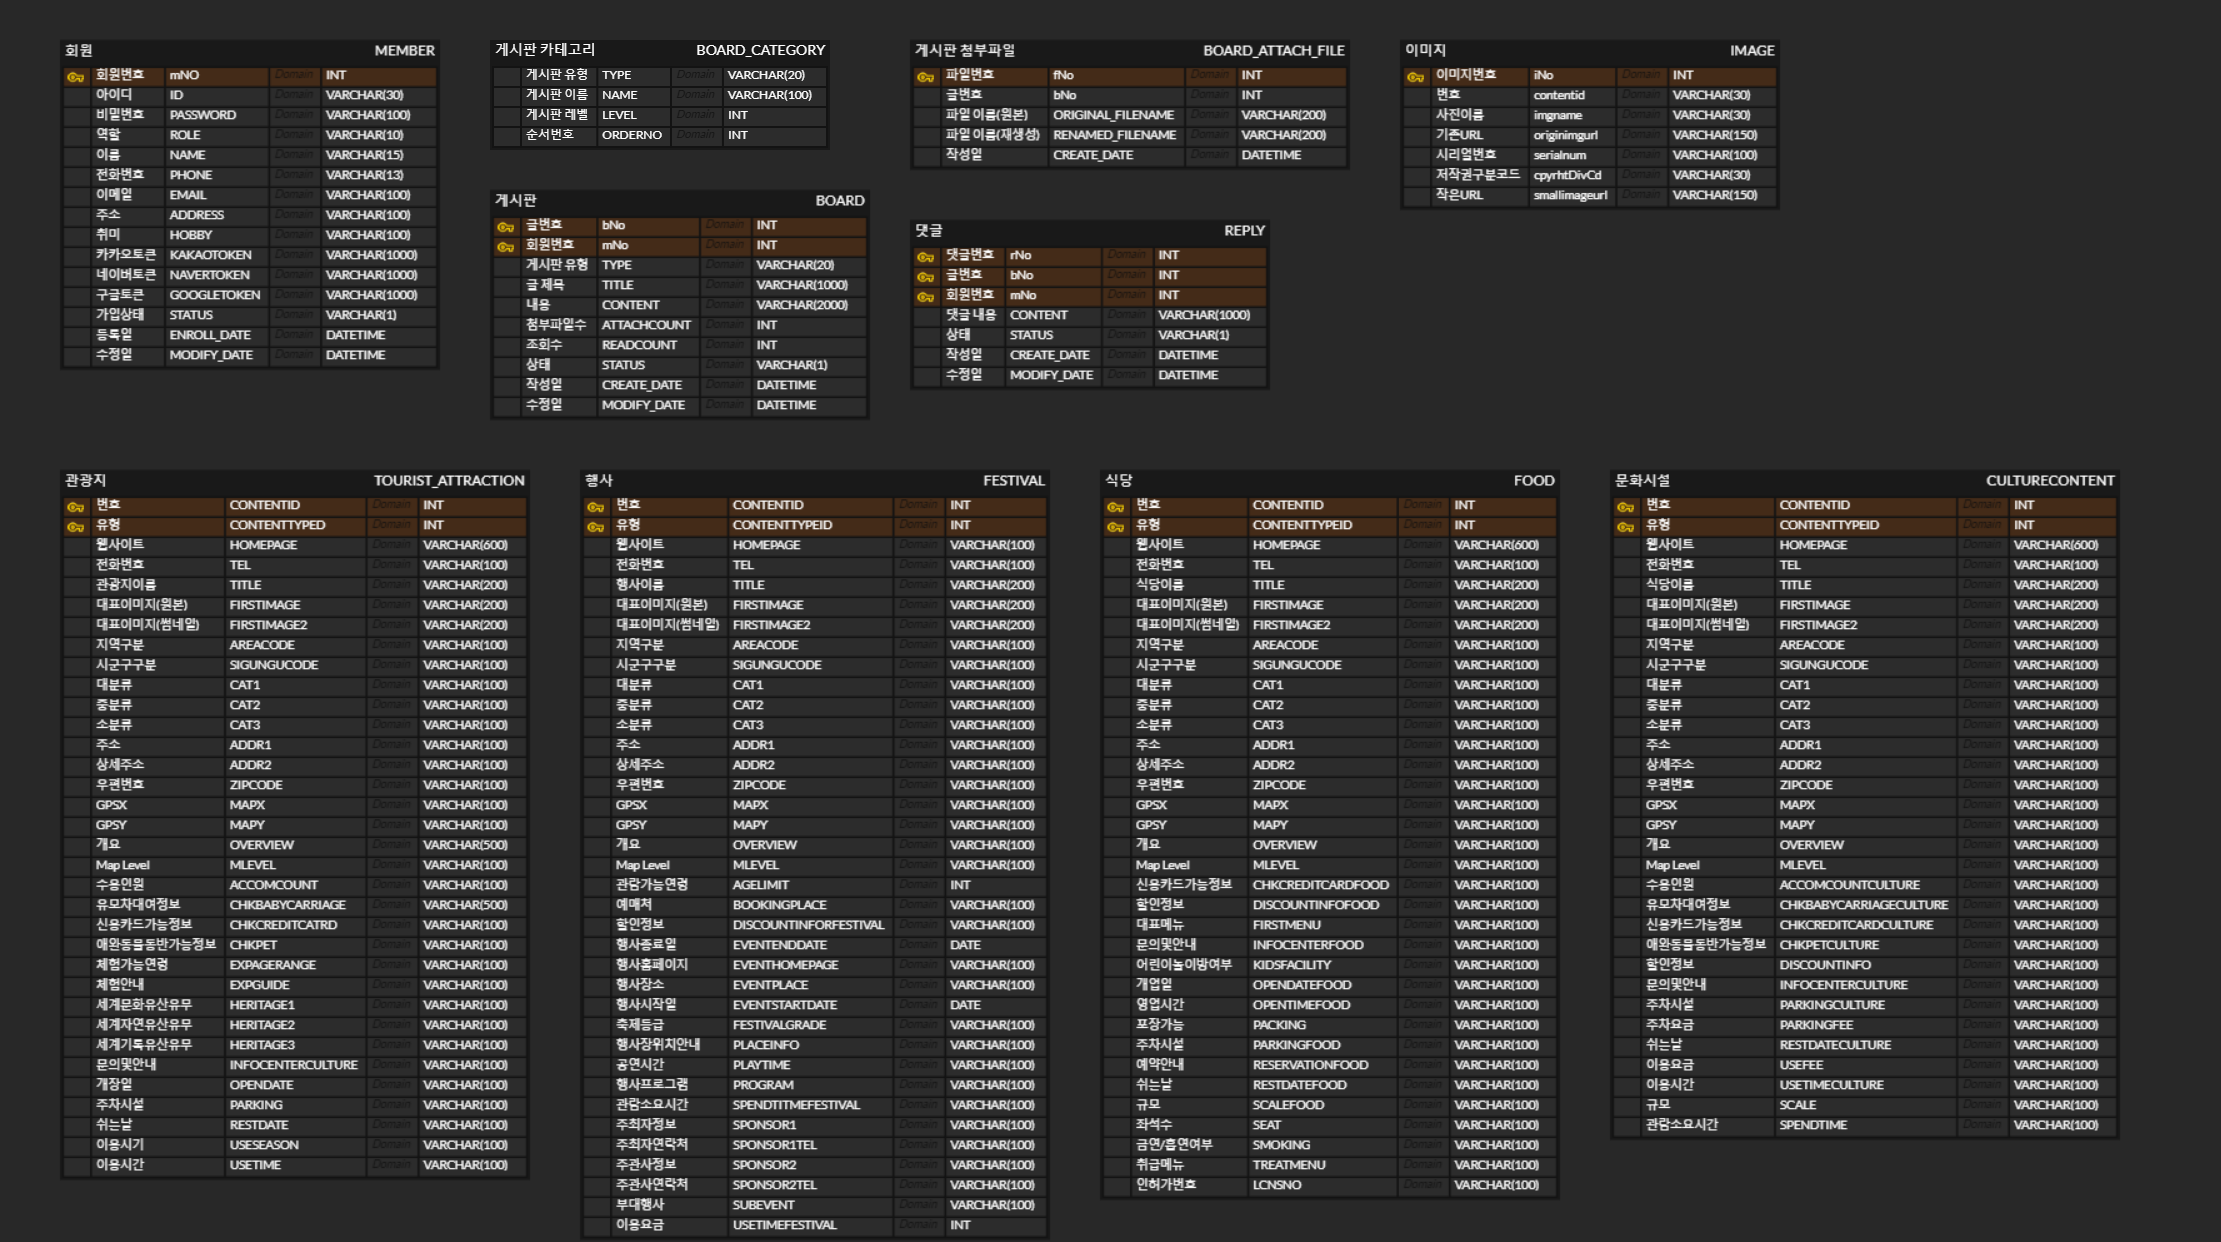 회원 MEMBER
회원번호 mNO Domain INT
아이디 ID Domain VARCHAR(30)
비밀번호 PASSWORD Domain VARCHAR(100)
역할 ROLE Domain VARCHAR(10)
이름 NAME Domain VARCHAR(15)
전화번호 PHONE Domain VARCHAR(13)
이메일 EMAIL Domain VARCHAR(100)
주소 ADDRESS Domain VARCHAR(100)
취미 HOBBY Domain VARCHAR(100)
카카오토큰 KAKAOTOKEN Domain VARCHAR(1000)
네이버토큰 NAVERTOKEN Domain VARCHAR(1000)
구글토큰 GOOGLETOKEN Domain VARCHAR(1000)
가입상태 STATUS Domain VARCHAR(1)
등록일 ENROLL_DATE Domain DATETIME
수정일 MODIFY_DATE Domain DATETIME
게시판 카테고리 BOARD_CATEGORY
게시판 유형 TYPE Domain VARCHAR(20)
게시판 이름 NAME Domain VARCHAR(100)
게시판 레벨 LEVEL Domain INT
순서번호 ORDERNO Domain INT
게시판 BOARD
글번호 bNo Domain INT
회원번호 mNo Domain INT
게시판 유형 TYPE Domain VARCHAR(20)
글 제목 TITLE Domain VARCHAR(1000)
내용 CONTENT Domain VARCHAR(2000)
첨부파일수 ATTACHCOUNT Domain INT
조회수 READCOUNT Domain INT
상태 STATUS Domain VARCHAR(1)
작성일 CREATE_DATE Domain DATETIME
수정일 MODIFY_DATE Domain DATETIME
게시판 첨부파일 BOARD_ATTACH_FILE
파일번호 fNo Domain INT
글번호 bNo Domain INT
파일 이름(원본) ORIGINAL_FILENAME Domain VARCHAR(200)
파일 이름(재생성) RENAMED_FILENAME Domain VARCHAR(200)
작성일 CREATE_DATE Domain DATETIME
댓글 REPLY
댓글번호 rNo Domain INT
글번호 bNo Domain INT
회원번호 mNo Domain INT
댓글 내용 CONTENT Domain VARCHAR(1000)
상태 STATUS Domain VARCHAR(1)
작성일 CREATE_DATE Domain DATETIME
수정일 MODIFY_DATE Domain DATETIME
이미지 IMAGE
이미지번호 iNo Domain INT
번호 contentid Domain VARCHAR(30)
사진이름 imgname Domain VARCHAR(30)
기존URL originimgurl Domain VARCHAR(150)
시리얼번호 serialnum Domain VARCHAR(100)
저작권구분코드 cpyrhtDivCd Domain VARCHAR(30)
작은URL smallimageurl Domain VARCHAR(150)
관광지 TOURIST_ATTRACTION
번호 CONTENTID Domain INT
유형 CONTENTTYPED Domain INT
웹사이트 HOMEPAGE Domain VARCHAR(600)
전화번호 TEL Domain VARCHAR(100)
관광지이름 TITLE Domain VARCHAR(200)
대표이미지(원본) FIRSTIMAGE Domain VARCHAR(200)
대표이미지(썸네일) FIRSTIMAGE2 Domain VARCHAR(200)
지역구분 AREACODE Domain VARCHAR(100)
시군구구분 SIGUNGUCODE Domain VARCHAR(100)
대분류 CAT1 Domain VARCHAR(100)
중분류 CAT2 Domain VARCHAR(100)
소분류 CAT3 Domain VARCHAR(100)
주소 ADDR1 Domain VARCHAR(100)
상세주소 ADDR2 Domain VARCHAR(100)
우편번호 ZIPCODE Domain VARCHAR(100)
GPSX MAPX Domain VARCHAR(100)
GPSY MAPY Domain VARCHAR(100)
개요 OVERVIEW Domain VARCHAR(500)
Map Level MLEVEL Domain VARCHAR(100)
수용인원 ACCOMCOUNT Domain VARCHAR(100)
유모차대여정보 CHKBABYCARRIAGE Domain VARCHAR(500)
신용카드가능정보 CHKCREDITCATRD Domain VARCHAR(100)
애완동물동반가능정보 CHKPET Domain VARCHAR(100)
체험가능연령 EXPAGERANGE Domain VARCHAR(100)
체험안내 EXPGUIDE Domain VARCHAR(100)
세계문화유산유무 HERITAGE1 Domain VARCHAR(100)
세계자연유산유무 HERITAGE2 Domain VARCHAR(100)
세계기록유산유무 HERITAGE3 Domain VARCHAR(100)
문의및안내 INFOCENTERCULTURE Domain VARCHAR(100)
개장일 OPENDATE Domain VARCHAR(100)
주차시설 PARKING Domain VARCHAR(100)
쉬는날 RESTDATE Domain VARCHAR(100)
이용시기 USESEASON Domain VARCHAR(100)
이용시간 USETIME Domain VARCHAR(100)
행사 FESTIVAL
번호 CONTENTID Domain INT
유형 CONTENTTYPEID Domain INT
웹사이트 HOMEPAGE Domain VARCHAR(100)
전화번호 TEL Domain VARCHAR(100)
행사이름 TITLE Domain VARCHAR(200)
대표이미지(원본) FIRSTIMAGE Domain VARCHAR(200)
대표이미지(썸네일) FIRSTIMAGE2 Domain VARCHAR(200)
지역구분 AREACODE Domain VARCHAR(100)
시군구구분 SIGUNGUCODE Domain VARCHAR(100)
대분류 CAT1 Domain VARCHAR(100)
중분류 CAT2 Domain VARCHAR(100)
소분류 CAT3 Domain VARCHAR(100)
주소 ADDR1 Domain VARCHAR(100)
상세주소 ADDR2 Domain VARCHAR(100)
우편번호 ZIPCODE Domain VARCHAR(100)
GPSX MAPX Domain VARCHAR(100)
GPSY MAPY Domain VARCHAR(100)
개요 OVERVIEW Domain VARCHAR(100)
Map Level MLEVEL Domain VARCHAR(100)
관람가능연령 AGELIMIT Domain INT
예매처 BOOKINGPLACE Domain VARCHAR(100)
할인정보 DISCOUNTINFORFESTIVAL Domain VARCHAR(100)
행사종료일 EVENTENDDATE Domain DATE
행사홈페이지 EVENTHOMEPAGE Domain VARCHAR(100)
행사장소 EVENTPLACE Domain VARCHAR(100)
행사시작일 EVENTSTARTDATE Domain DATE
축제등급 FESTIVALGRADE Domain VARCHAR(100)
행사장위치안내 PLACEINFO Domain VARCHAR(100)
공연시간 PLAYTIME Domain VARCHAR(100)
행사프로그램 PROGRAM Domain VARCHAR(100)
관람소요시간 SPENDTITMEFESTIVAL Domain VARCHAR(100)
주최자정보 SPONSOR1 Domain VARCHAR(100)
주최자연락처 SPONSOR1TEL Domain VARCHAR(100)
주관사정보 SPONSOR2 Domain VARCHAR(100)
주관사연락처 SPONSOR2TEL Domain VARCHAR(100)
부대행사 SUBEVENT Domain VARCHAR(100)
이용요금 USETIMEFESTIVAL Domain INT
식당 FOOD
번호 CONTENTID Domain INT
유형 CONTENTTYPEID Domain INT
웹사이트 HOMEPAGE Domain VARCHAR(600)
전화번호 TEL Domain VARCHAR(100)
식당이름 TITLE Domain VARCHAR(200)
대표이미지(원본) FIRSTIMAGE Domain VARCHAR(200)
대표이미지(썸네일) FIRSTIMAGE2 Domain VARCHAR(200)
지역구분 AREACODE Domain VARCHAR(100)
시군구구분 SIGUNGUCODE Domain VARCHAR(100)
대분류 CAT1 Domain VARCHAR(100)
중분류 CAT2 Domain VARCHAR(100)
소분류 CAT3 Domain VARCHAR(100)
주소 ADDR1 Domain VARCHAR(100)
상세주소 ADDR2 Domain VARCHAR(100)
우편번호 ZIPCODE Domain VARCHAR(100)
GPSX MAPX Domain VARCHAR(100)
GPSY MAPY Domain VARCHAR(100)
개요 OVERVIEW Domain VARCHAR(100)
Map Level MLEVEL Domain VARCHAR(100)
신용카드가능정보 CHKCREDITCARDFOOD Domain VARCHAR(100)
할인정보 DISCOUNTINFOFOOD Domain VARCHAR(100)
대표메뉴 FIRSTMENU Domain VARCHAR(100)
문의및안내 INFOCENTERFOOD Domain VARCHAR(100)
어린이놀이방여부 KIDSFACILITY Domain VARCHAR(100)
개업일 OPENDATEFOOD Domain VARCHAR(100)
영업시간 OPENTIMEFOOD Domain VARCHAR(100)
포장가능 PACKING Domain VARCHAR(100)
주차시설 PARKINGFOOD Domain VARCHAR(100)
예약안내 RESERVATIONFOOD Domain VARCHAR(100)
쉬는날 RESTDATEFOOD Domain VARCHAR(100)
규모 SCALEFOOD Domain VARCHAR(100)
좌석수 SEAT Domain VARCHAR(100)
금연/흡연여부 SMOKING Domain VARCHAR(100)
취급메뉴 TREATMENU Domain VARCHAR(100)
인허가번호 LCNSNO Domain VARCHAR(100)
문화시설 CULTURECONTENT
번호 CONTENTID Domain INT
유형 CONTENTTYPEID Domain INT
웹사이트 HOMEPAGE Domain VARCHAR(600)
전화번호 TEL Domain VARCHAR(100)
식당이름 TITLE Domain VARCHAR(200)
대표이미지(원본) FIRSTIMAGE Domain VARCHAR(200)
대표이미지(썸네일) FIRSTIMAGE2 Domain VARCHAR(200)
지역구분 AREACODE Domain VARCHAR(100)
시군구구분 SIGUNGUCODE Domain VARCHAR(100)
대분류 CAT1 Domain VARCHAR(100)
중분류 CAT2 Domain VARCHAR(100)
소분류 CAT3 Domain VARCHAR(100)
주소 ADDR1 Domain VARCHAR(100)
상세주소 ADDR2 Domain VARCHAR(100)
우편번호 ZIPCODE Domain VARCHAR(100)
GPSX MAPX Domain VARCHAR(100)
GPSY MAPY Domain VARCHAR(100)
개요 OVERVIEW Domain VARCHAR(100)
Map Level MLEVEL Domain VARCHAR(100)
수용인원 ACCOMCOUNTCULTURE Domain VARCHAR(100)
유모차대여정보 CHKBABYCARRIAGECULTURE Domain VARCHAR(100)
신용카드가능정보 CHKCREDITCARDCULTURE Domain VARCHAR(100)
애완동물동반가능정보 CHKPETCULTURE Domain VARCHAR(100)
할인정보 DISCOUNTINFO Domain VARCHAR(100)
문의및안내 INFOCENTERCULTURE Domain VARCHAR(100)
주차시설 PARKINGCULTURE Domain VARCHAR(100)
주차요금 PARKINGFEE Domain VARCHAR(100)
쉬는날 RESTDATECULTURE Domain VARCHAR(100)
이용요금 USEFEE Domain VARCHAR(100)
이용시간 USETIMECULTURE Domain VARCHAR(100)
규모 SCALE Domain VARCHAR(100)
관람소요시간 SPENDTIME Domain VARCHAR(100)